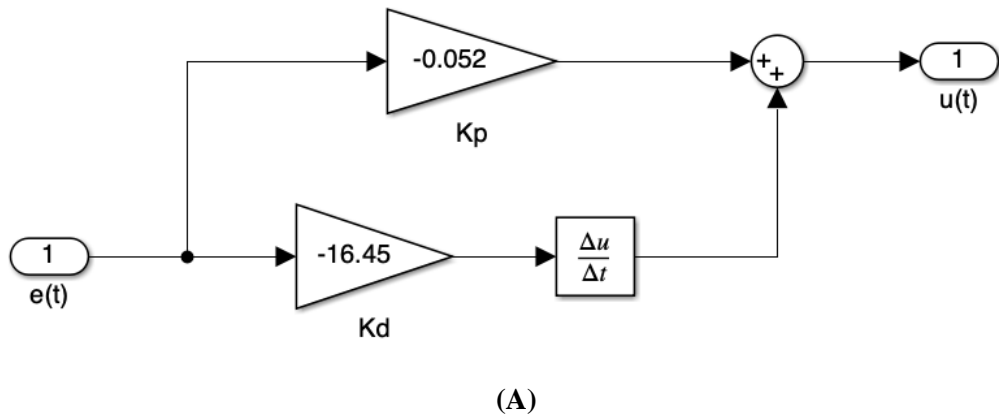 -0.052
Kp
+
+
1
u(t)
1
e(t)
-16.45
Kd
Δu
Δt
(A)